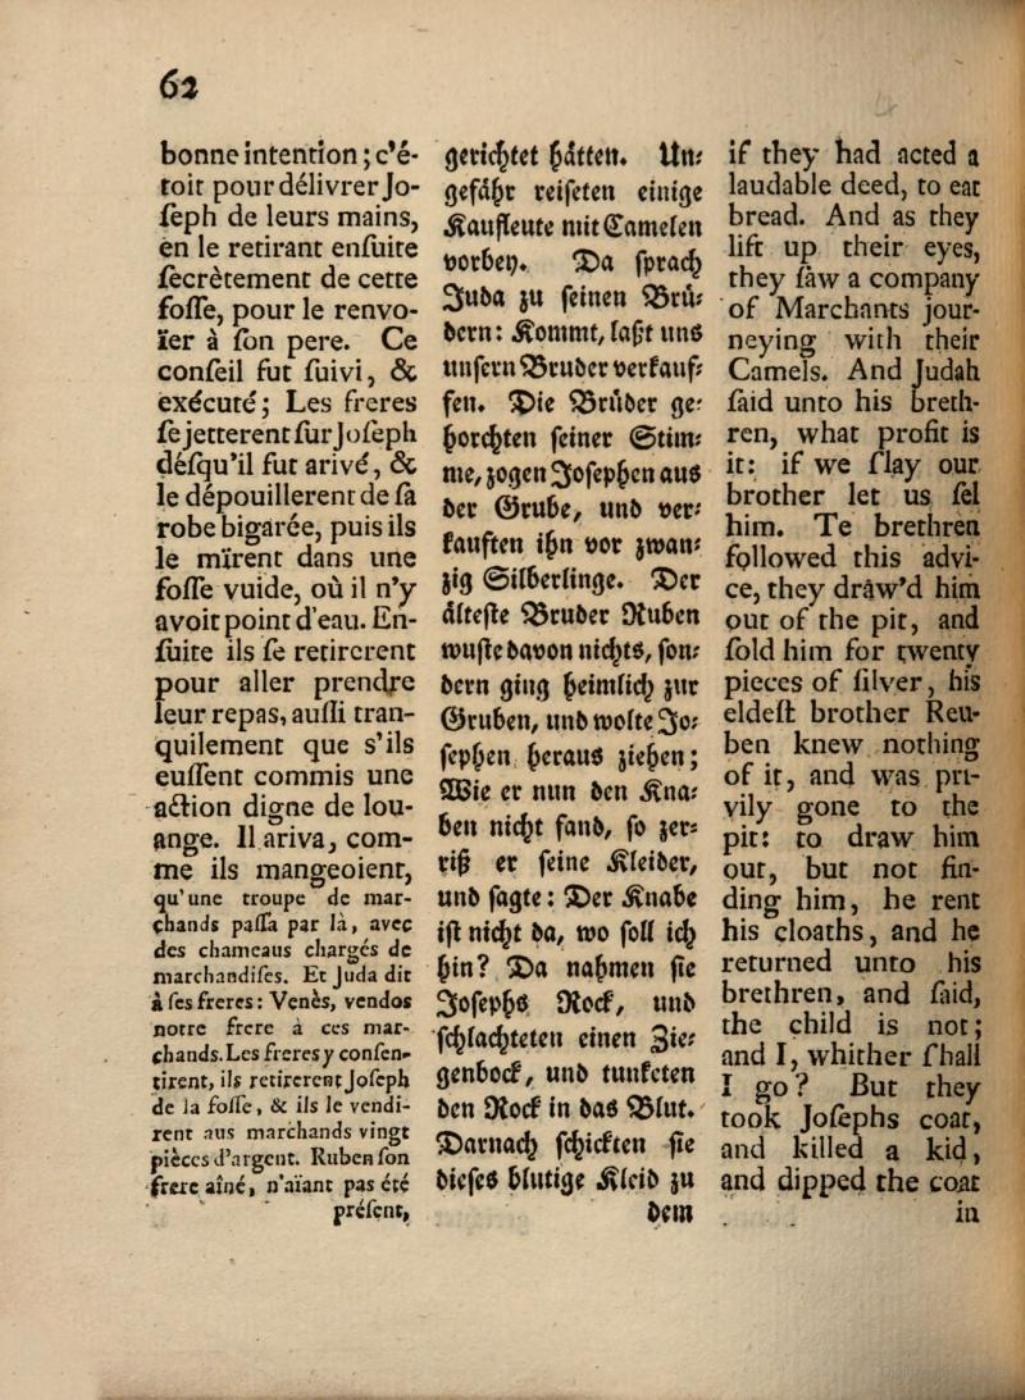 62
bonne intention; c'é-
toit pour délivrer Jo-
ſeph de leurs mains,
en le retirant enſuite
ſecrètement de cette
foſſe, pour le renvo-
ïer à ſon pere. Ce
conſeil fut ſuivi, &
exécuté; Les freres
ſe jetterent ſur Joſeph
déſqu'il fut arivé, &
le dépouillerent de ſa
robe bigarée, puis ils
le mïrent dans une
foſſe vuide, où il n'y
avoit point d'eau. En-
ſuite ils ſe retirerent
pour aller prendre
leur repas, auſſi tran-
quilement que s'ils
euſſent commis une
action digne de lou-
ange. Il ariva, com-
me ils mangeoient,
qu'une troupe de mar-
chands paſſa par là, avec
des chameaus chargés de
marchandiſes. Et Juda dit
à ſes freres: Venès, vendos
notre frere à ces mar-
chands. Les freres y conſen-
tirent, ils retirerent Joſeph
de la foſſe, & ils le vendi-
rent aus marchands vingt
pièces d'argent. Ruben ſon
frere aîné, n'aïant pas été
préſent,
gerichtet hätten. Un-
gefähr reiſeten einige
Kaufleute mit Camelen
vorbey. Da ſprach
Juda zu ſeinen Brü-
dern: Kommt, laßt uns
unſern Bruder verkauf-
fen. Die Brüder ge-
horchten ſeiner Stim-
me, zogen Joſephen aus
der Grube, und ver-
kauften ihn vor zwan-
zig Silberlinge. Der
älteſte Bruder Ruben
wuſte davon nichts, ſon-
dern ging heimlich zur
Gruben, und wolte Jo-
ſephen heraus ziehen;
Wie er nun den Kna-
ben nicht fand, ſo zer-
riß er ſeine Kleider,
und ſagte: Der Knabe
iſt nicht da, wo ſoll ich
hin? Da nahmen ſie
Joſephs Rock, und
ſchlachteten einen Zie-
genbock, und tunketen
den Rock in das Blut.
Darnach ſchickten ſie
dieſes blutige Kleid zu
dem
if they had acted a
laudable deed, to eat
bread. And as they
lift up their eyes,
they ſaw a company
of Marchants jour-
neying with their
Camels. And Judah
ſaid unto his breth-
ren, what profit is
it: if we ſlay our
brother let us ſel
him. Te brethren
followed this advi-
ce, they dràw'd him
out of the pit, and
ſold him for twenty
pieces of ſilver, his
eldeſt brother Reu-
ben knew nothing
of it, and was pri-
vily gone to the
pit: to draw him
out, but not fin-
ding him, he rent
his cloaths, and he
returned unto his
brethren, and ſaid,
the child is not;
and I, whither ſhall
I go? But they
took Joſephs coat,
and killed a kid,
and dipped the coat
in